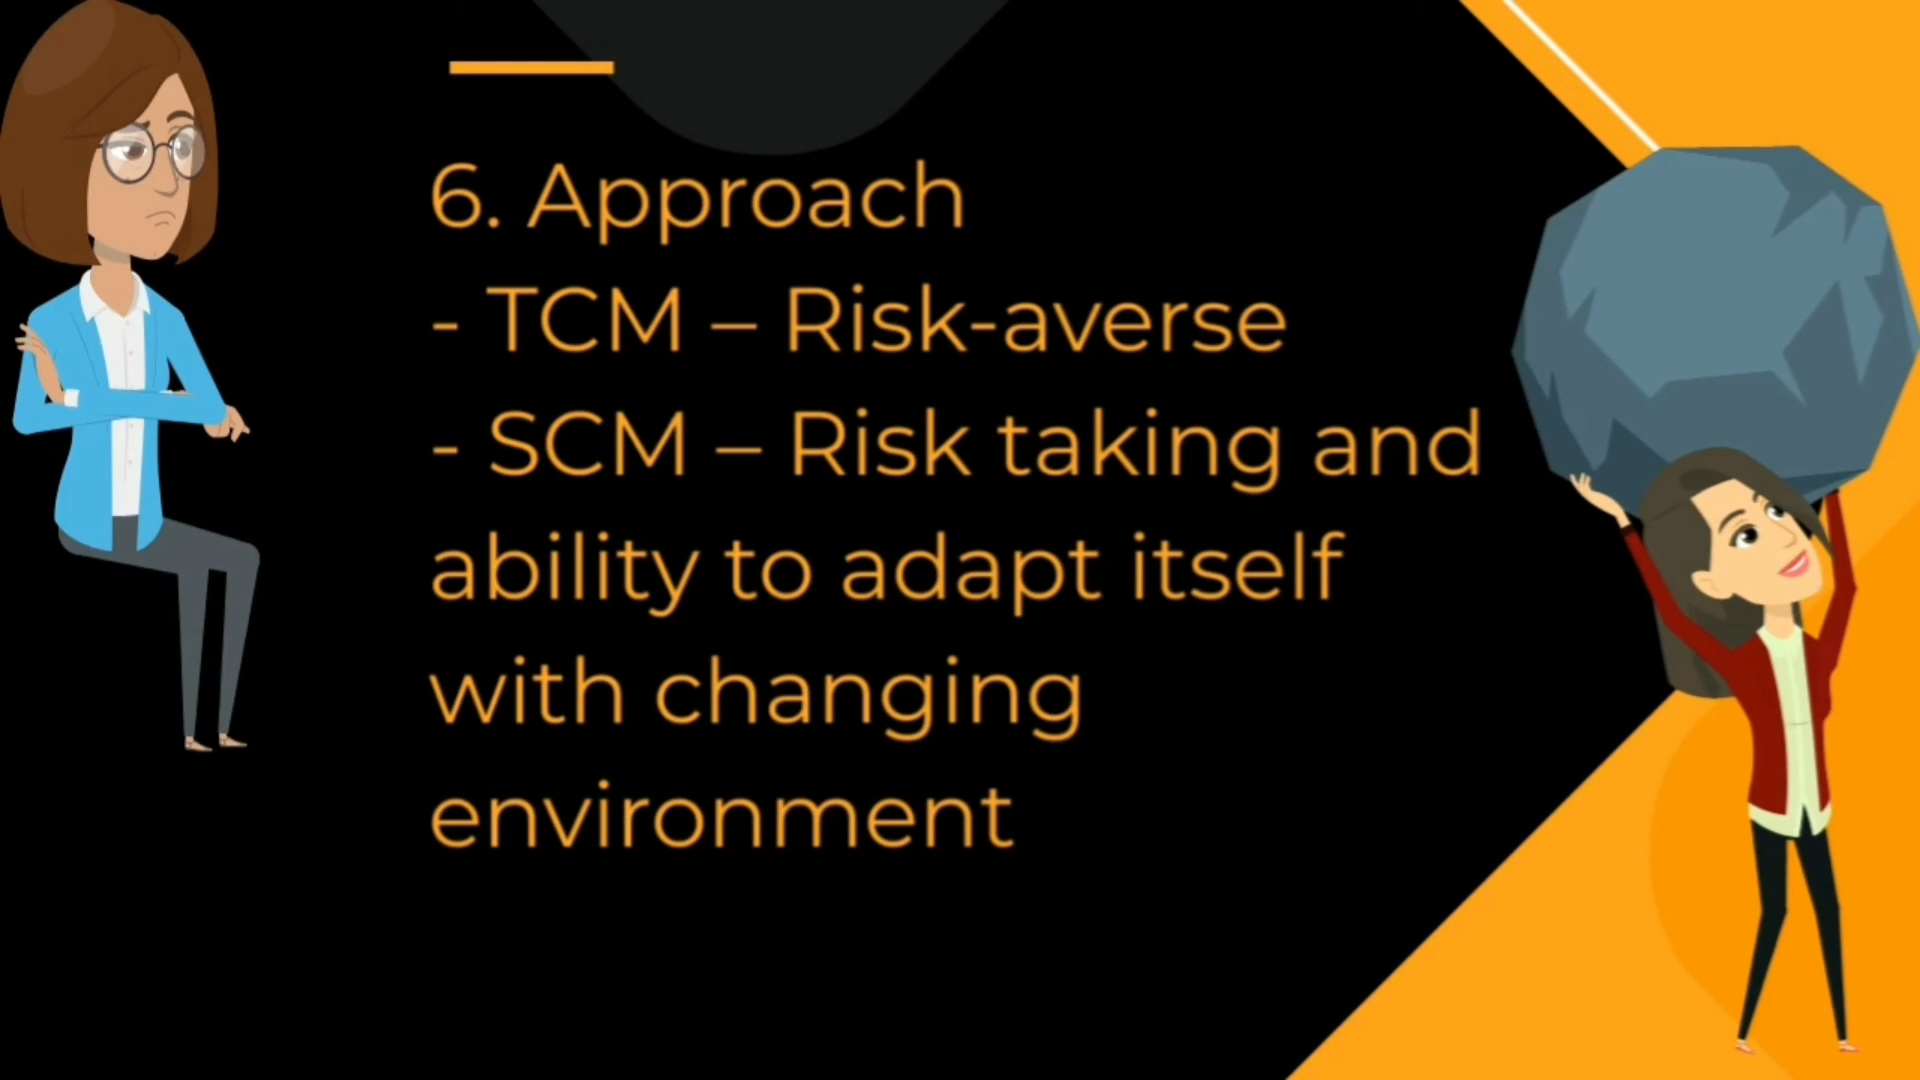 6. Approach
- TCM – Risk-averse
- SCM – Risk taking and
ability to adapt itself
with changing
environment